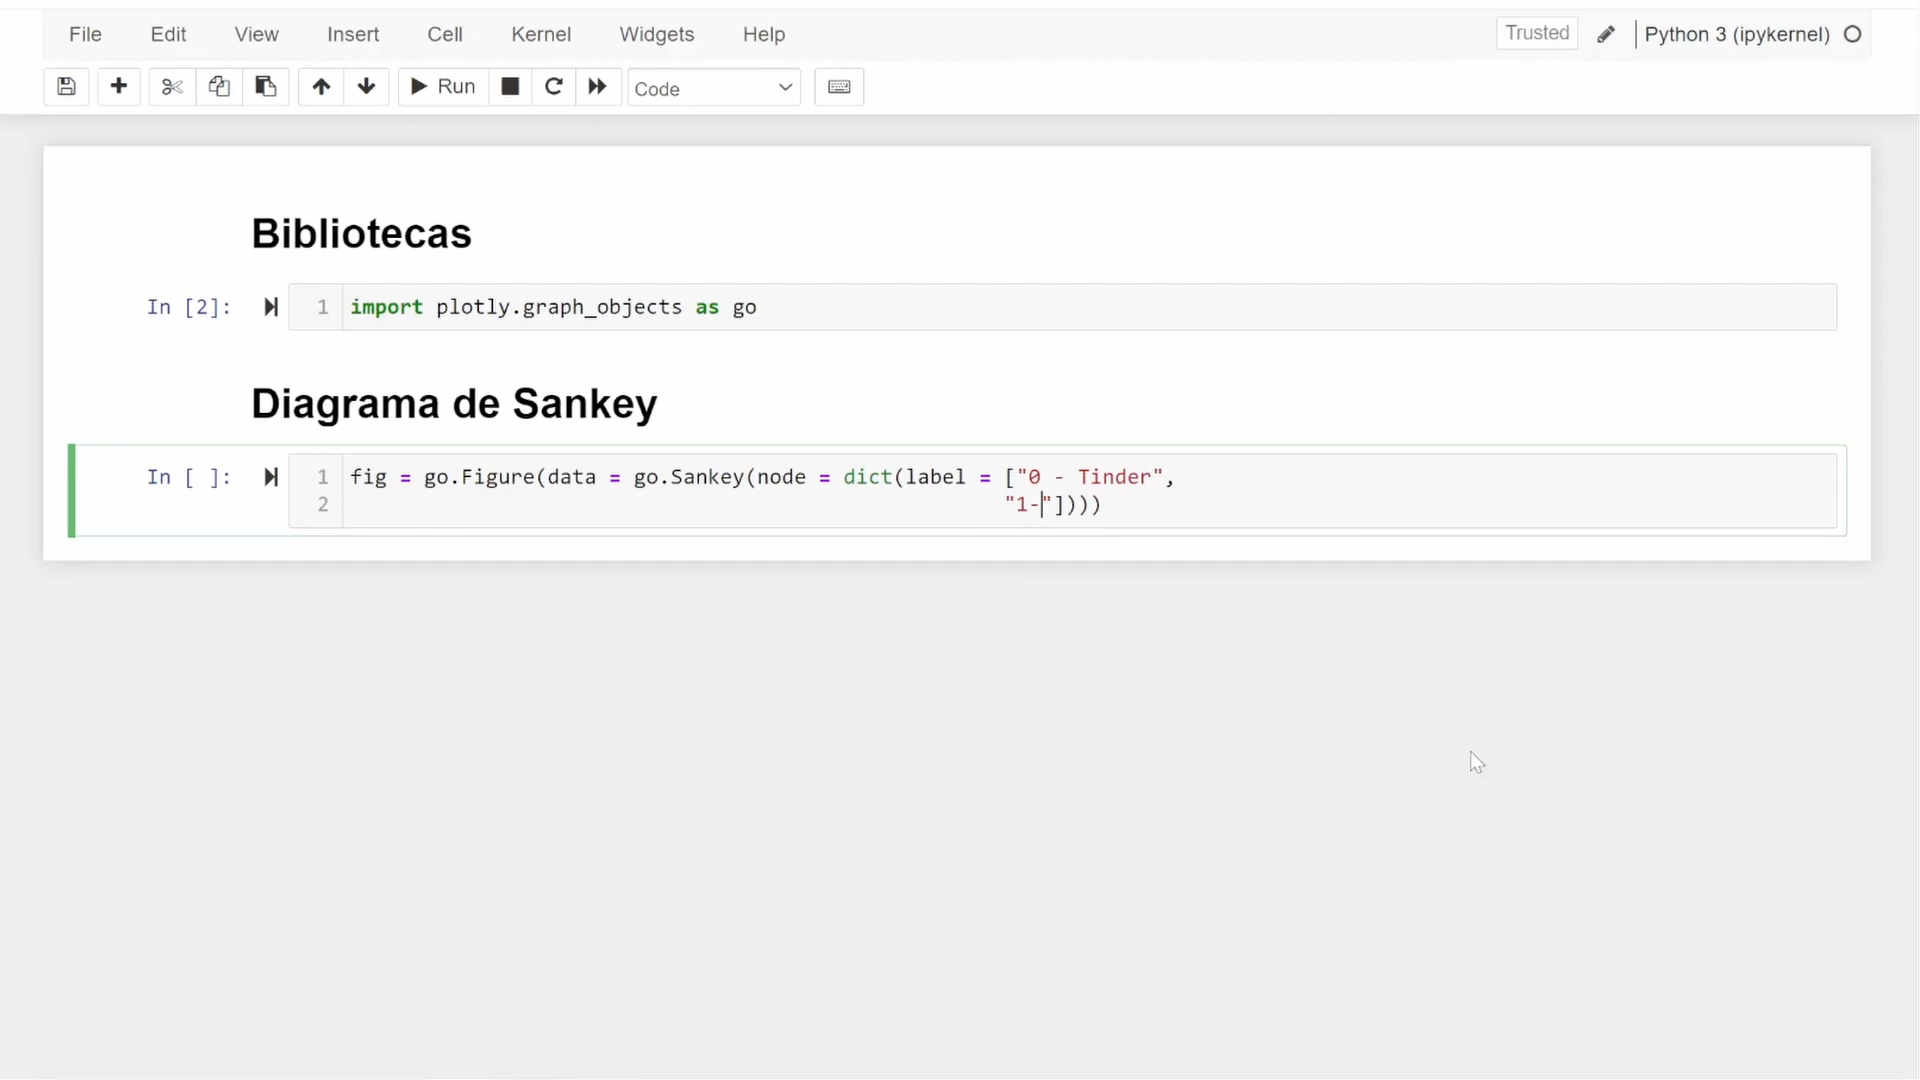 File Edit View Insert Cell Kernel Widgets Help Trusted Python 3 (ipykernel)
Run Code
Bibliotecas
In [2]: 1 import plotly.graph_objects as go
Diagrama de Sankey
In [ ]: 1 fig = go.Figure(data = go.Sankey(node = dict(label = ["0 - Tinder",
2 "1-"])))